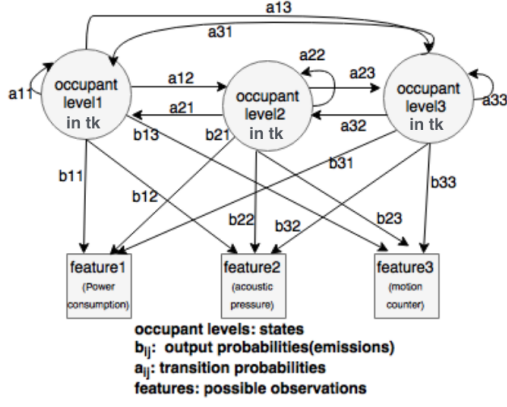 a13
a31
a22
a12
a23
a11
occupant
level1
in tk
occupant
level2
in tk
occupant
level3
in tk
a33
a21
a32
b13
b21
b31
b11
b12
b33
b22
b32
b23
feature1
(Power
consumption)
feature2
(acoustic
pressure)
feature3
(motion
counter)
occupant levels: states
bij: output probabilities(emissions)
aij: transition probabilities
features: possible observations